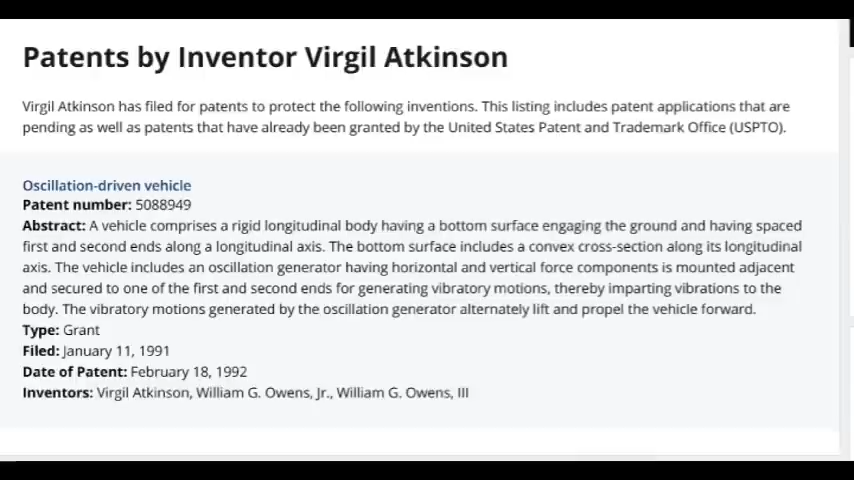 Patents by Inventor Virgil Atkinson
Virgil Atkinson has filed for patents to protect the following inventions. This listing includes patent applications that are
pending as well as patents that have already been granted by the United States Patent and Trademark Office (USPTO).
Oscillation-driven vehicle
Patent number: 5088949
Abstract: A vehicle comprises a rigid longitudinal body having a bottom surface engaging the ground and having spaced
first and second ends along a longitudinal axis. The bottom surface includes a convex cross-section along its longitudinal
axis. The vehicle includes an oscillation generator having horizontal and vertical force components is mounted adjacent
and secured to one of the first and second ends for generating vibratory motions, thereby imparting vibrations to the
body. The vibratory motions generated by the oscillation generator alternately lift and propel the vehicle forward.
Type: Grant
Filed: January 11, 1991
Date of Patent: February 18, 1992
Inventors: Virgil Atkinson, William G. Owens, Jr., William G. Owens, III